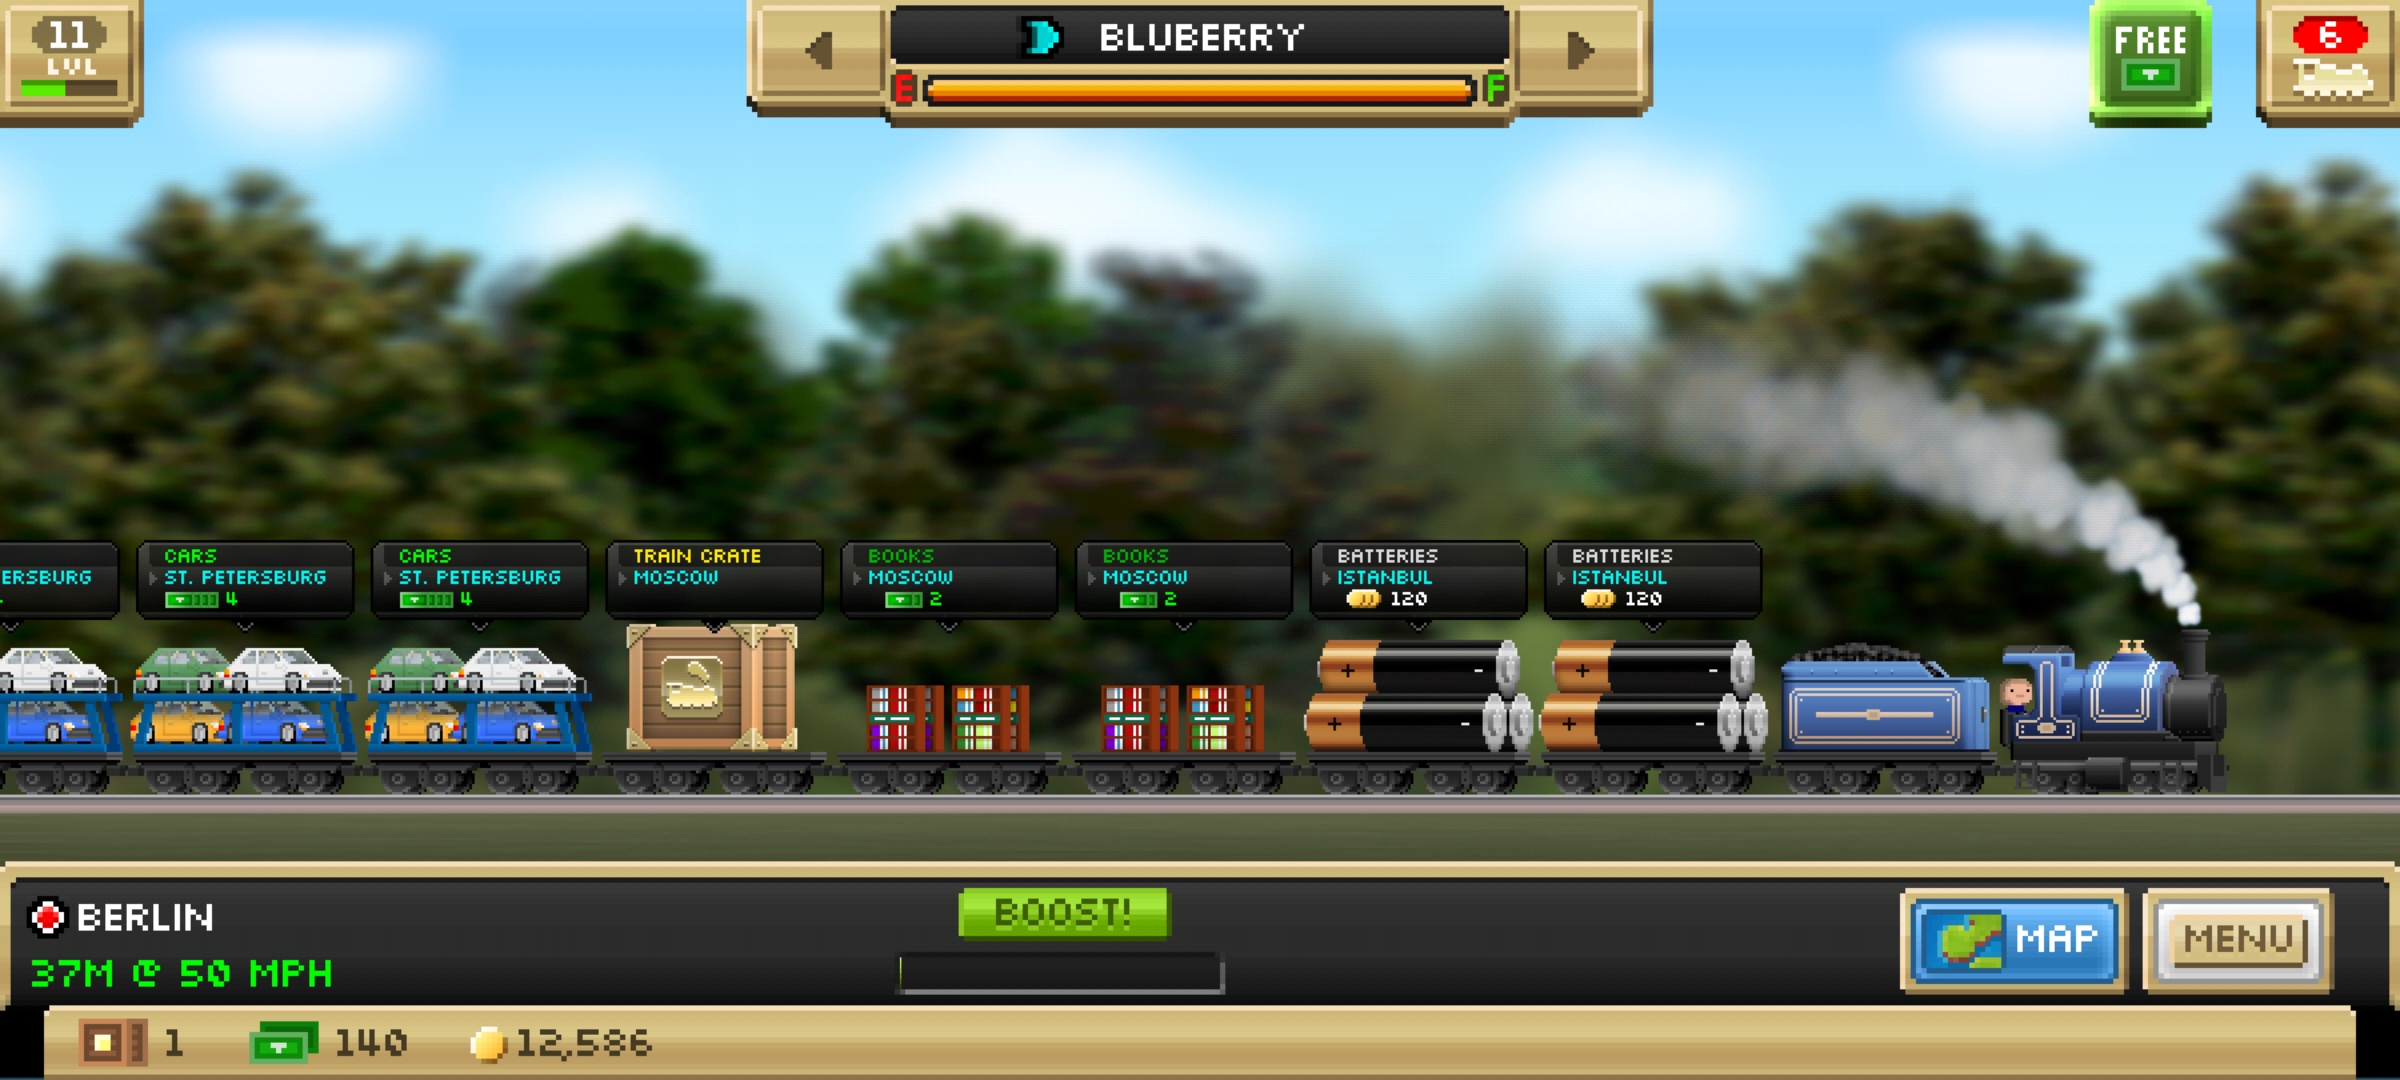 11
LVL
BLUBERRY
E
F
FREE
6
ERSBURG
CARS
ST. PETERSBURG
4
CARS
ST. PETERSBURG
4
TRAIN CRATE
MOSCOW
BOOKS
MOSCOW
2
BOOKS
MOSCOW
2
BATTERIES
ISTANBUL
120
BATTERIES
ISTANBUL
120
+ -
+ -
+ -
+ -
BERLIN
37M @ 50 MPH
BOOST!
MAP
MENU
1
140
12,586